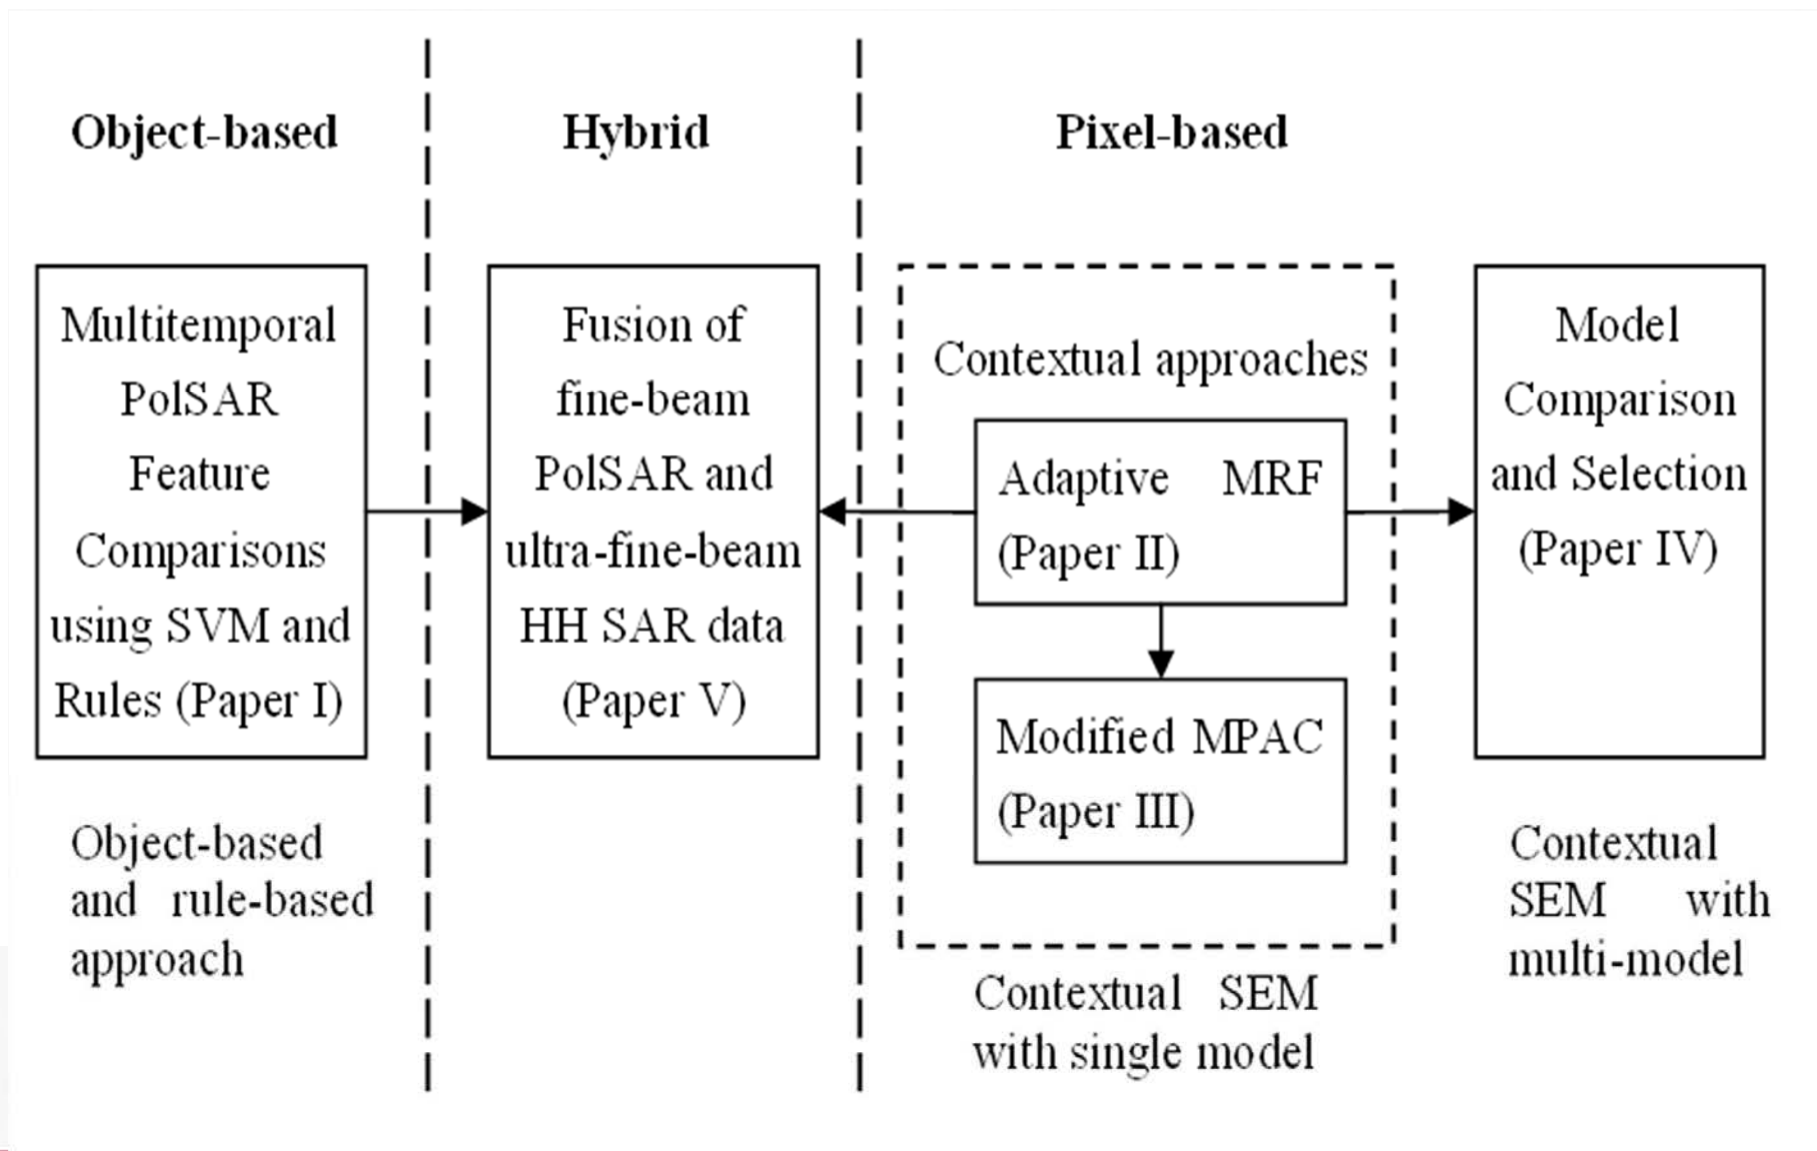 Object-based
Hybrid
Pixel-based
Multitemporal
PolSAR
Feature
Comparisons
using SVM and
Rules (Paper I)
Object-based
and rule-based
approach
Fusion of
fine-beam
PolSAR and
ultra-fine-beam
HH SAR data
(Paper V)
Contextual approaches
Adaptive MRF
(Paper II)
Modified MPAC
(Paper III)
Contextual SEM
with single model
Model
Comparison
and Selection
(Paper IV)
Contextual
SEM with
multi-model